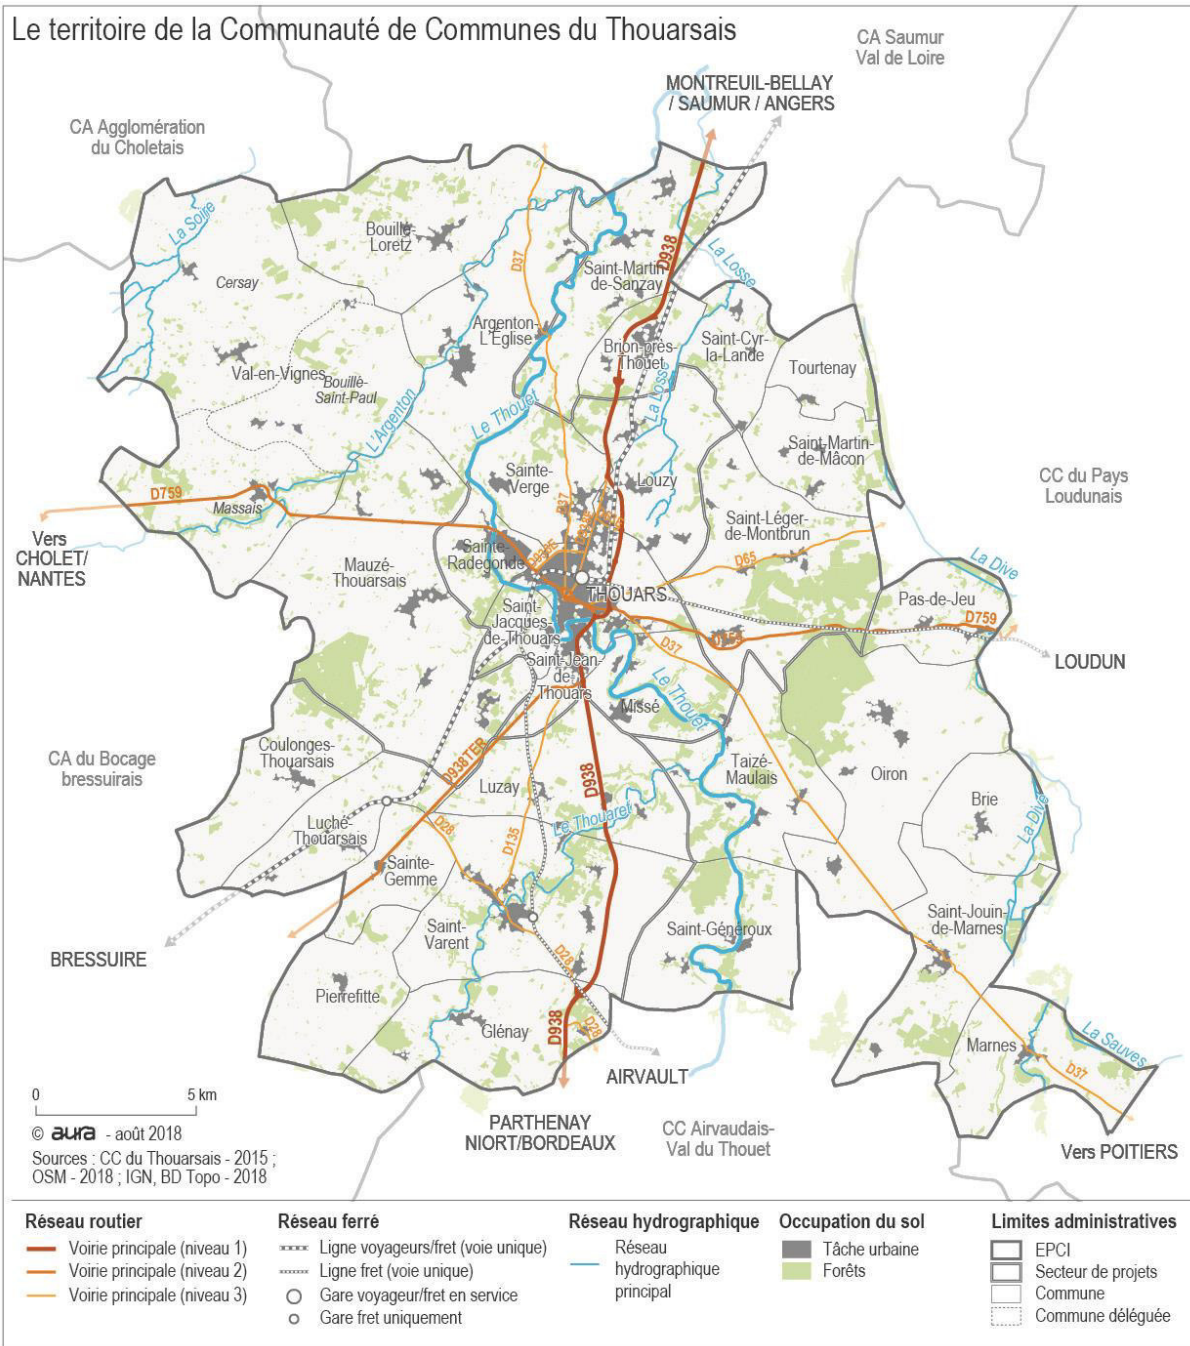 Le territoire de la Communauté de Communes du Thouarsais
CA Saumur
Val de Loire
MONTREUIL-BELLAY
/ SAUMUR / ANGERS
CA Agglomération
du Choletais
La Soire
Bouillé-
Loretz
D37
D938
La Losse
Saint-Martin-
de-Sanzay
Cersay
Argenton-
L'Église
Brion-près-
Thouet
Saint-Cyr-
la-Lande
Tourtenay
Val-en-Vignes
Bouillé-
Saint-Paul
L'Argenton
Le Thouet
La Losse
Saint-Martin-
de-Mâcon
CC du Pays
Loudunais
Sainte-
Verge
Louzy
D759
Massais
D37
Saint-Léger-
de-Montbrun
Vers
CHOLET/
NANTES
Mauzé-
Thouarsais
Sainte-
Radegonde
D65
La Dive
THOUARS
Pas-de-Jeu
D759
Saint-
Jacques-
de-Thouars
D37
D759
LOUDUN
Saint-Jean-
de-
Thouars
Le Thouet
Missé
CA du Bocage
bressuirais
Coulonges-
Thouarsais
D938TER
Luzay
D938
Taizé-
Maulais
Oiron
Brie
La Dive
Luché-
Thouarsais
D28
D135
Le Thouaret
Sainte-
Gemme
Saint-
Varent
Saint-Généroux
Saint-Jouin-
de-Marnes
BRESSUIRE
D28
Pierrefitte
Glénay
D938
D28
Marnes
La Sauves
D37
AIRVAULT
0 5 km
PARTHENAY
NIORT/BORDEAUX
CC Airvaudais-
Val du Thouet
Vers POITIERS
© aura - août 2018
Sources : CC du Thouarsais - 2015 ;
OSM - 2018 ; IGN, BD Topo - 2018
Réseau routier
Voirie principale (niveau 1)
Voirie principale (niveau 2)
Voirie principale (niveau 3)
Réseau ferré
Ligne voyageurs/fret (voie unique)
Ligne fret (voie unique)
Gare voyageur/fret en service
Gare fret uniquement
Réseau hydrographique
Réseau
hydrographique
principal
Occupation du sol
Tâche urbaine
Forêts
Limites administratives
EPCI
Secteur de projets
Commune
Commune déléguée